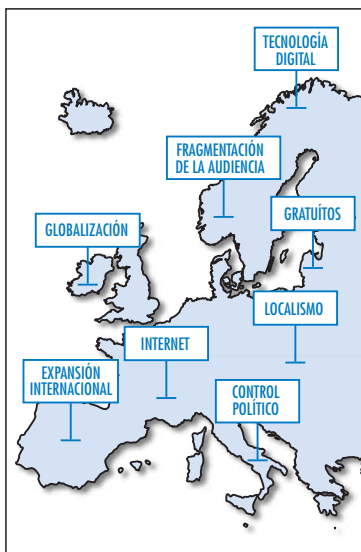 TECNOLOGÍA
DIGITAL
FRAGMENTACIÓN
DE LA AUDIENCIA
GRATUÍTOS
GLOBALIZACIÓN
LOCALISMO
INTERNET
EXPANSIÓN
INTERNACIONAL
CONTROL
POLÍTICO